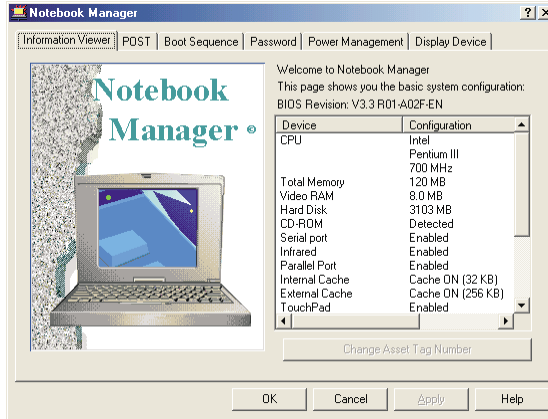 Notebook Manager
Information Viewer POST Boot Sequence Password Power Management Display Device
Notebook
Manager
Welcome to Notebook Manager
This page shows you the basic system configuration:
BIOS Revision: V3.3 R01-A02F-EN
Device Configuration
CPU Intel
Pentium III
700 MHz
Total Memory 120 MB
Video RAM 8.0 MB
Hard Disk 3103 MB
CD-ROM Detected
Serial port Enabled
Infrared Enabled
Parallel Port Enabled
Internal Cache Cache ON (32 KB)
External Cache Cache ON (256 KB)
TouchPad Enabled
Change Asset Tag Number
OK Cancel Apply Help